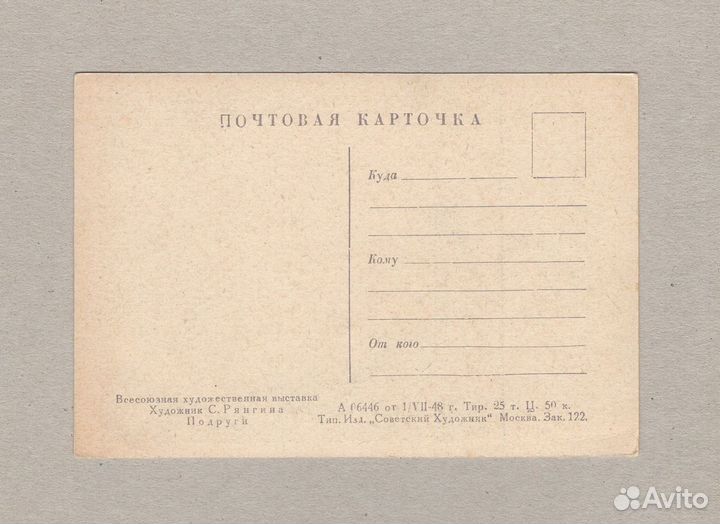 ПОЧТОВАЯ КАРТОЧКА
Куда
Кому
От кого
Всесоюзная художественная выставка
Художник С. Рянгина
Подруги
А 06446 от 1/VII-48 г. Тир. 25 т. Ц. 50 к.
Тип. Изд. „Советский Художник" Москва. Зак. 122.
Avito